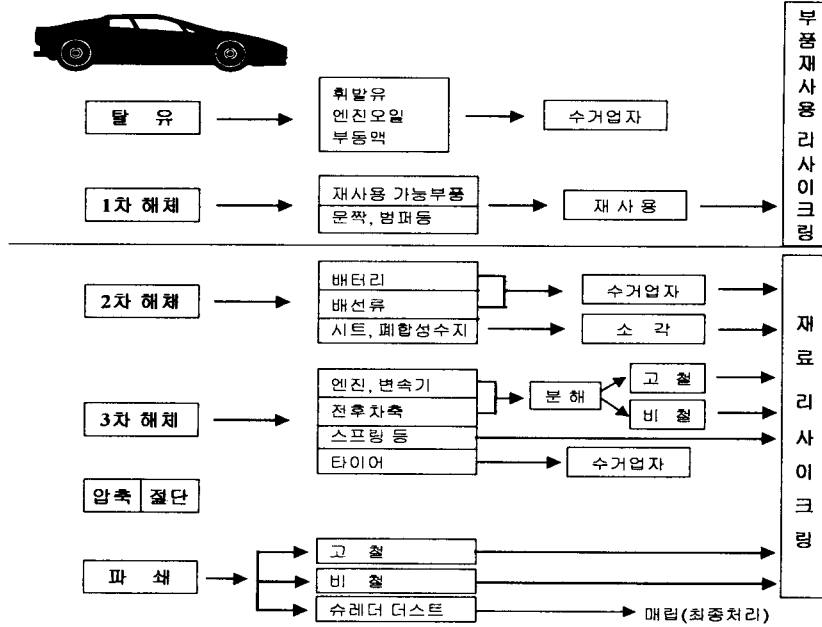 탈 유
휘발유
엔진오일
부동액
수거업자
1차 해체
재사용 가능부품
문짝, 범퍼등
재 사 용
부품재사용 리사이크링
2차 해체
배터리
배선류
시트, 폐합성수지
수거업자
소 각
3차 해체
엔진, 변속기
전후차축
스프링 등
타이어
분 해
고 철
비 철
수거업자
재료 리사이크링
압축 절단
파 쇄
고 철
비 철
슈레더 더스트
매립(최종처리)